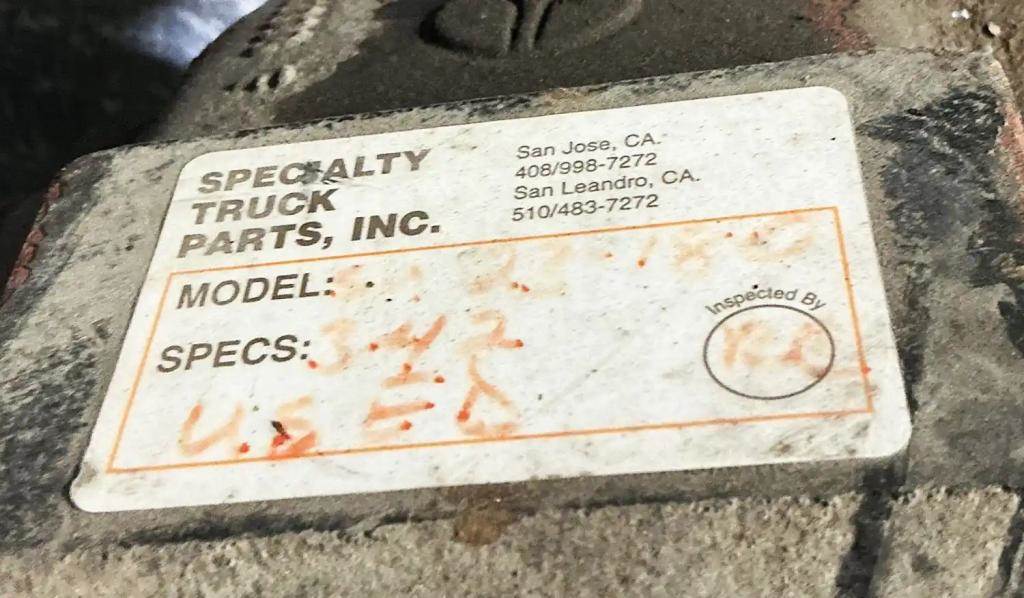 SPECIALTY
TRUCK
PARTS, INC.
San Jose, CA.
408/998-7272
San Leandro, CA.
510/483-7272
MODEL:
SPECS: 3.42
USED
Inspected By